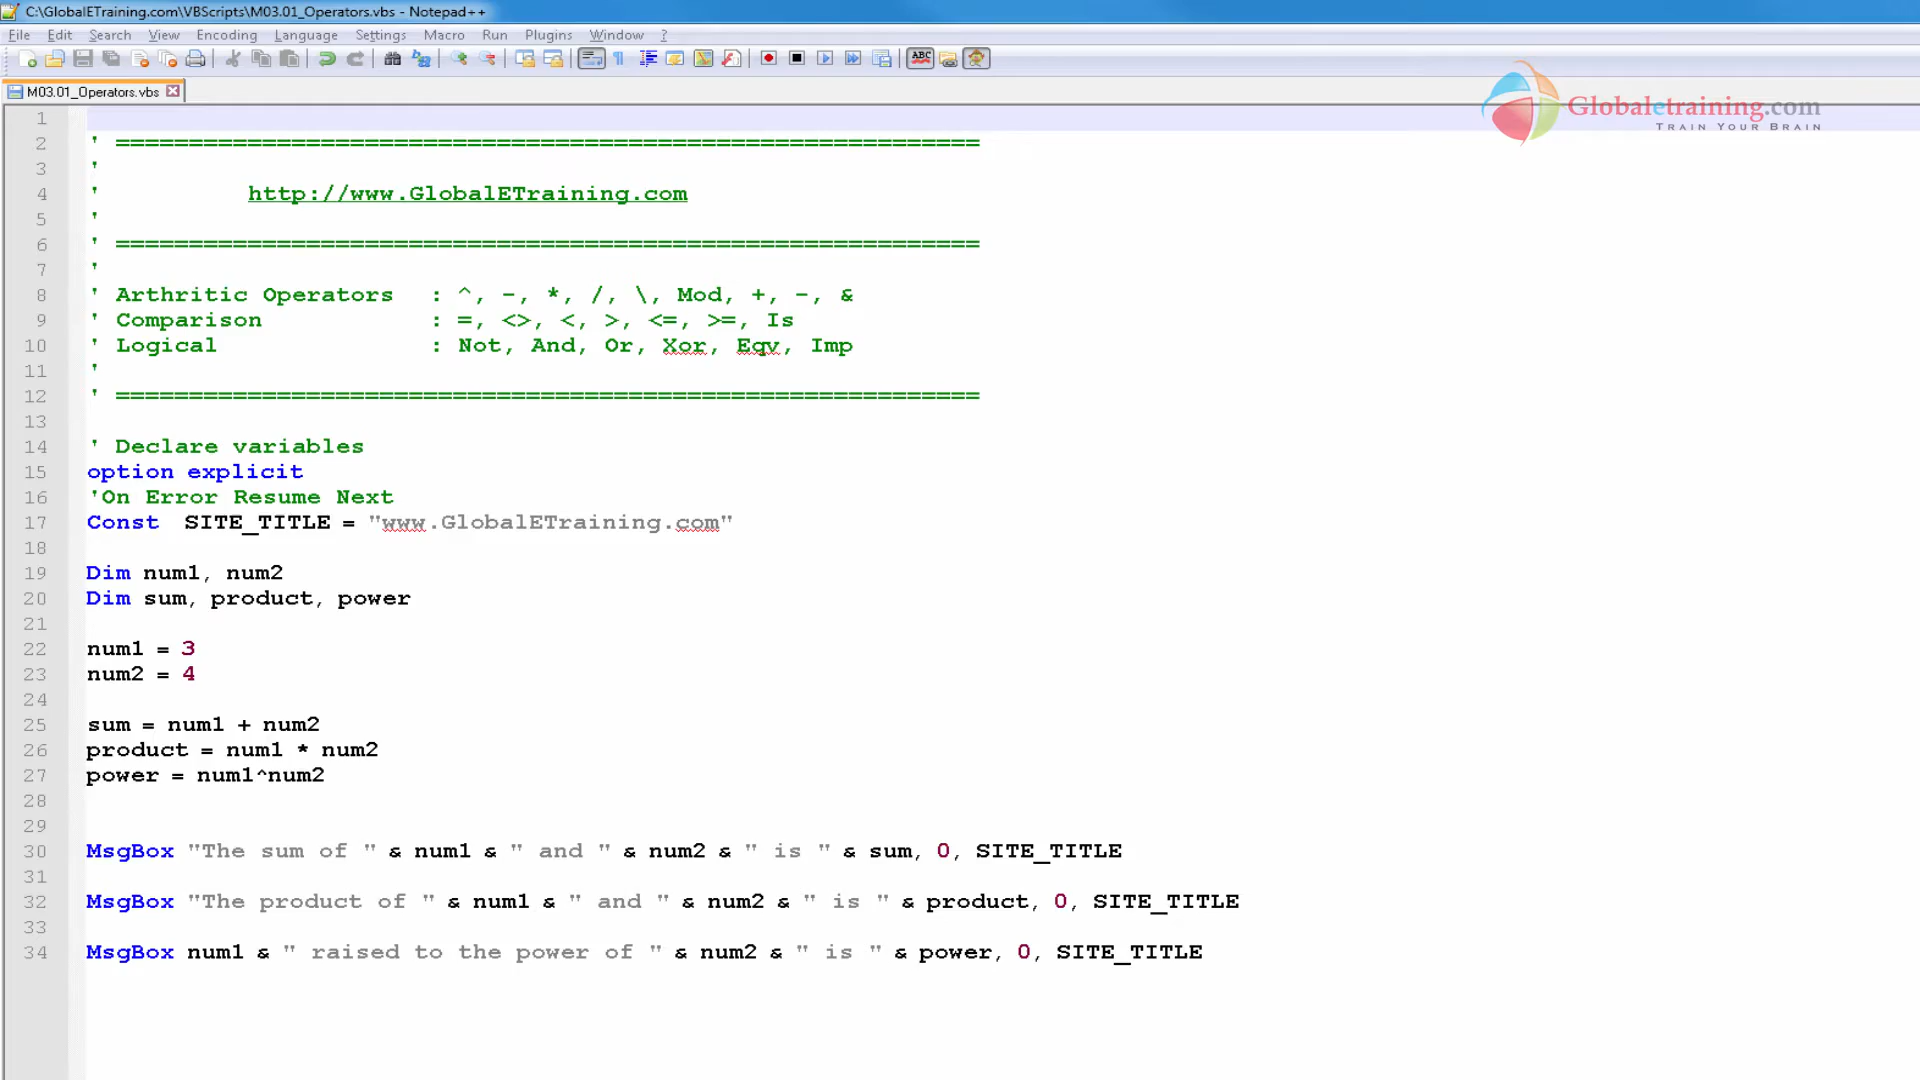 C:\GlobalETraining.com\VBScripts\M03.01_Operators.vbs - Notepad++
File Edit Search View Encoding Language Settings Macro Run Plugins Window ?
ABC
M03.01_Operators.vbs
Globaletraining.com
TRAIN YOUR BRAIN
1
2 ' ===========================================================
3 '
4 ' http://www.GlobalETraining.com
5 '
6 ' ===========================================================
7 '
8 ' Arthritic Operators : ^, -, *, /, \, Mod, +, -, &
9 ' Comparison : =, <>, <, >, <=, >=, Is
10 ' Logical : Not, And, Or, Xor, Eqv, Imp
11 '
12 ' ===========================================================
13
14 ' Declare variables
15 option explicit
16 'On Error Resume Next
17 Const SITE_TITLE = "www.GlobalETraining.com"
18
19 Dim num1, num2
20 Dim sum, product, power
21
22 num1 = 3
23 num2 = 4
24
25 sum = num1 + num2
26 product = num1 * num2
27 power = num1^num2
28
29
30 MsgBox "The sum of " & num1 & " and " & num2 & " is " & sum, 0, SITE_TITLE
31
32 MsgBox "The product of " & num1 & " and " & num2 & " is " & product, 0, SITE_TITLE
33
34 MsgBox num1 & " raised to the power of " & num2 & " is " & power, 0, SITE_TITLE